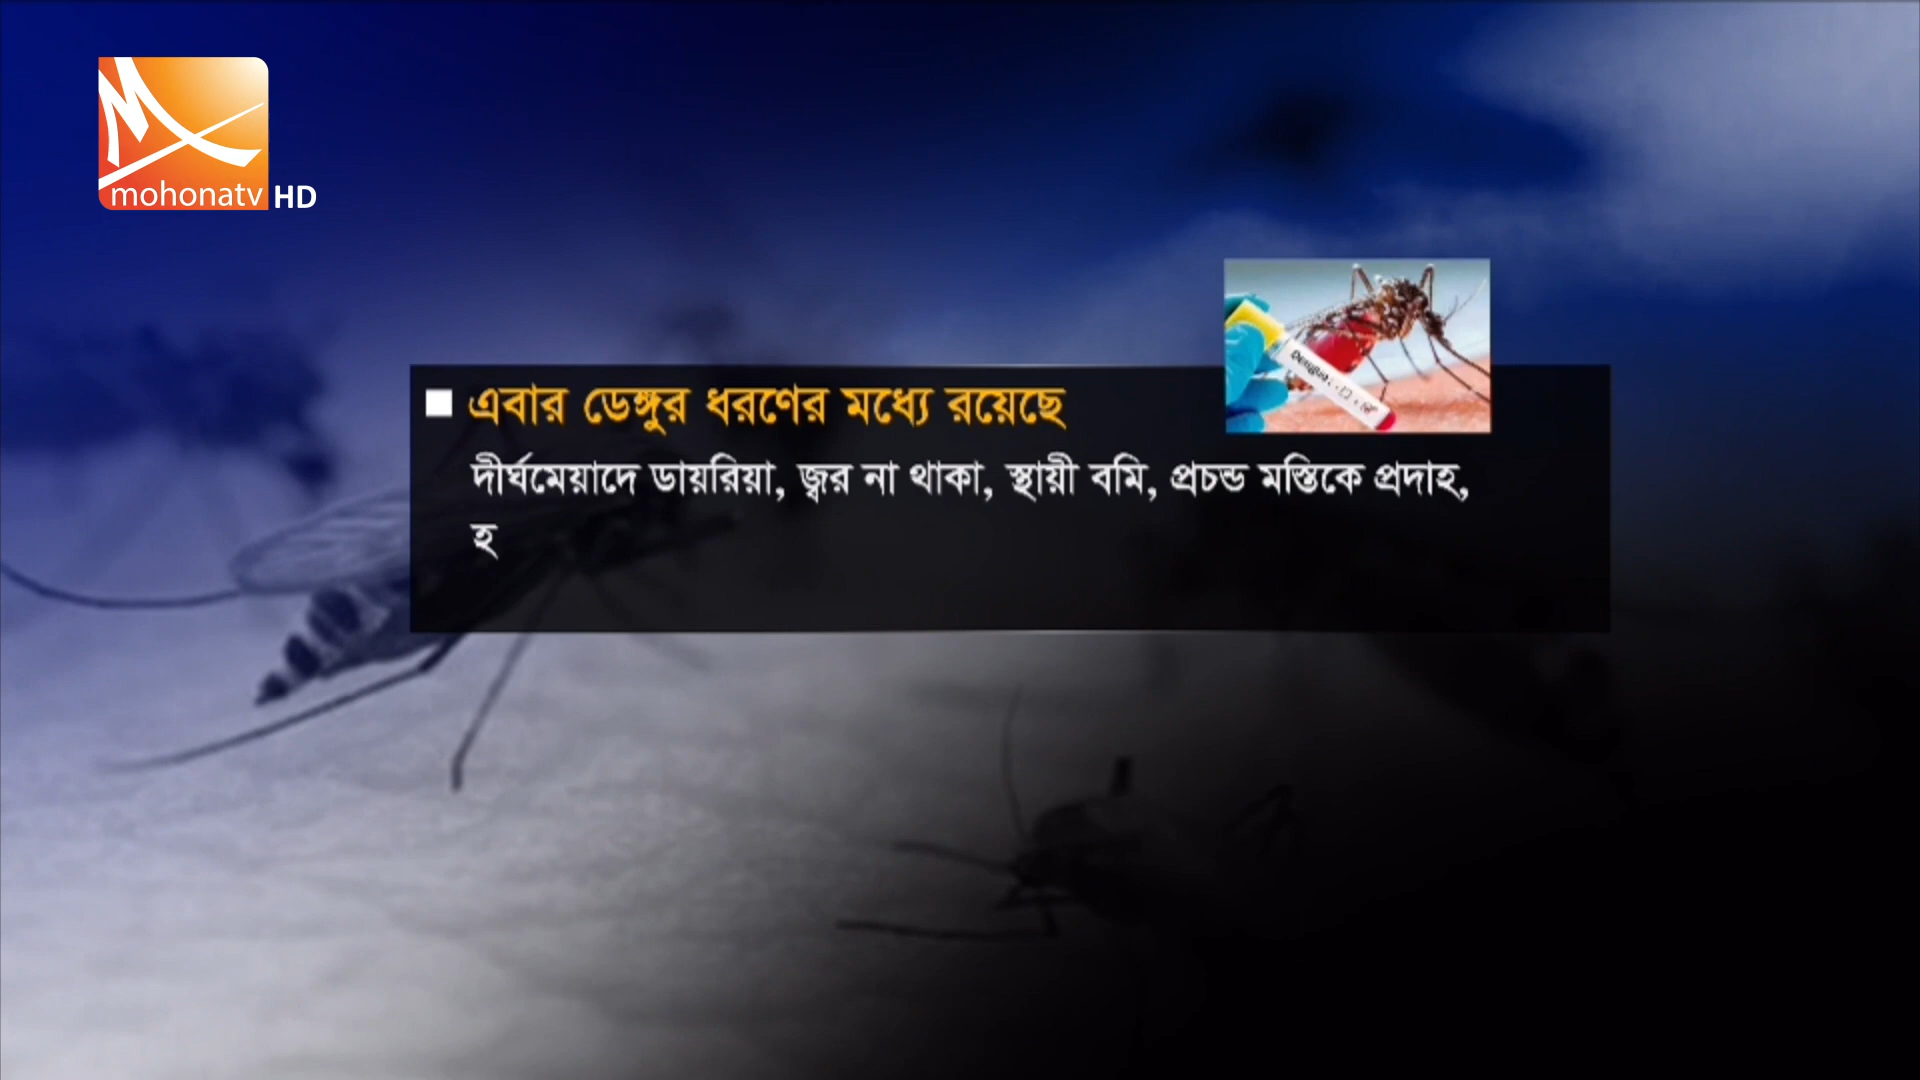 mohonatv HD
এবার ডেঙ্গুর ধরণের মধ্যে রয়েছে
দীর্ঘমেয়াদে ডায়রিয়া, জ্বর না থাকা, স্থায়ী বমি, প্রচন্ড মস্তিকে প্রদাহ,
হ